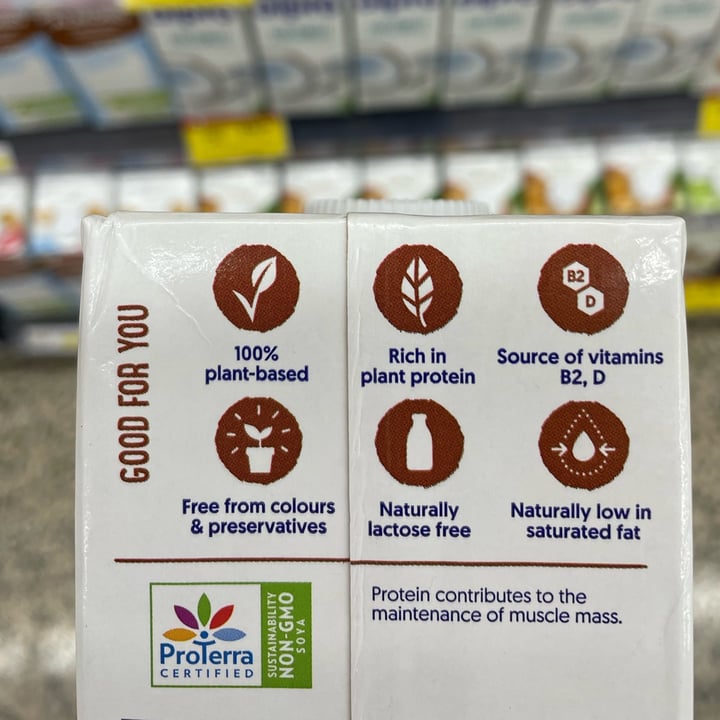 GOOD FOR YOU
100%
plant-based
Rich in
plant protein
B2
D
Source of vitamins
B2, D
Free from colours
& preservatives
Naturally
lactose free
Naturally low in
saturated fat
ProTerra
CERTIFIED
SUSTAINABILITY
NON-GMO
SOYA
Protein contributes to the
maintenance of muscle mass.